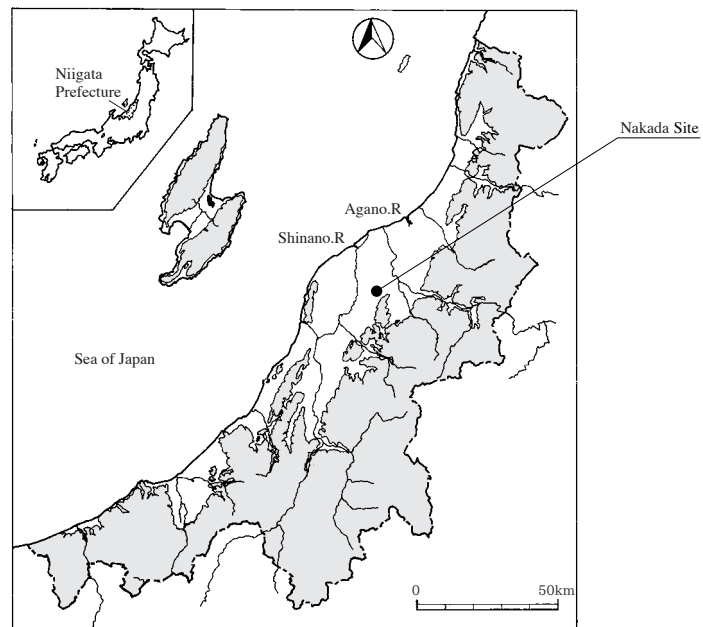 Niigata
Prefecture
Nakada Site
Agano.R
Shinano.R
Sea of Japan
0 50km